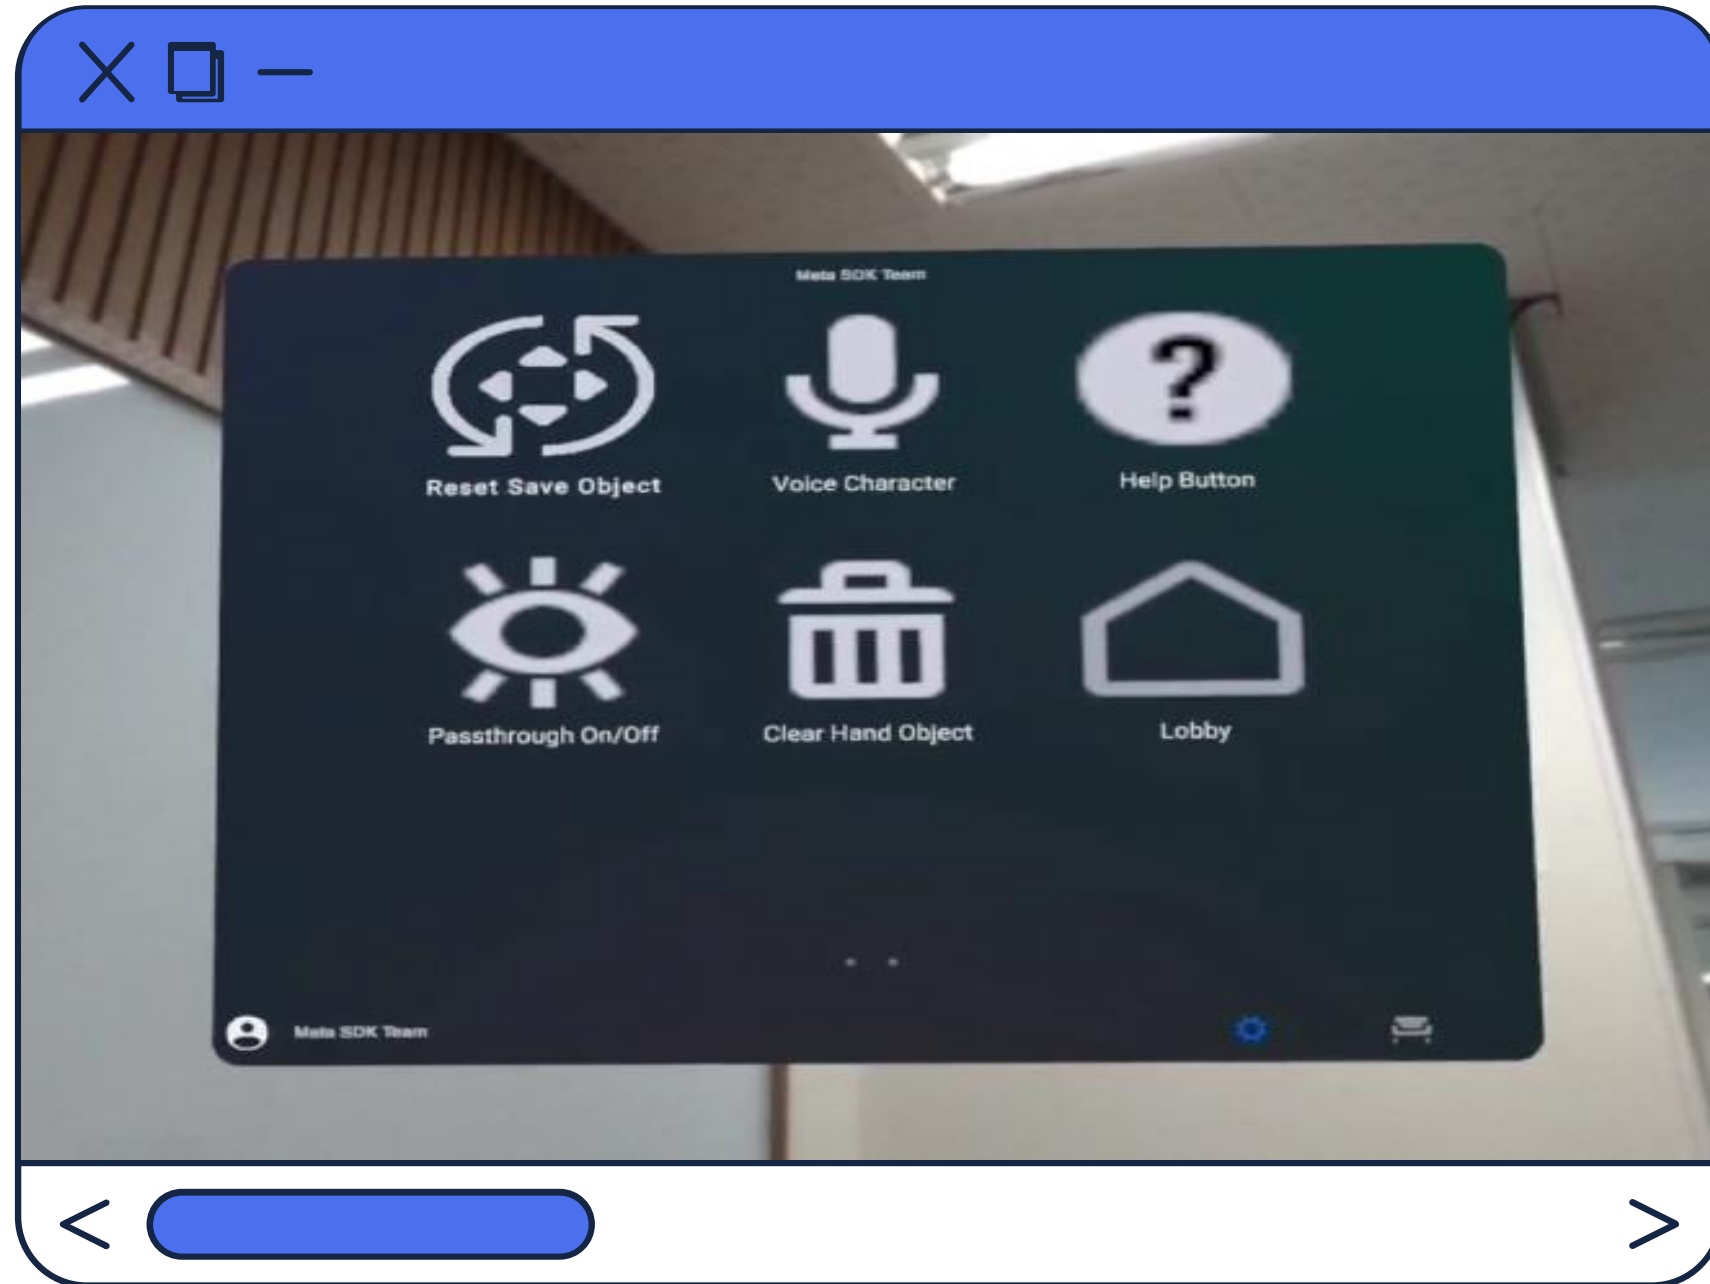 Meta SDK Team
Reset Save Object
Voice Character
Help Button
Passthrough On/Off
Clear Hand Object
Lobby
Meta SDK Team